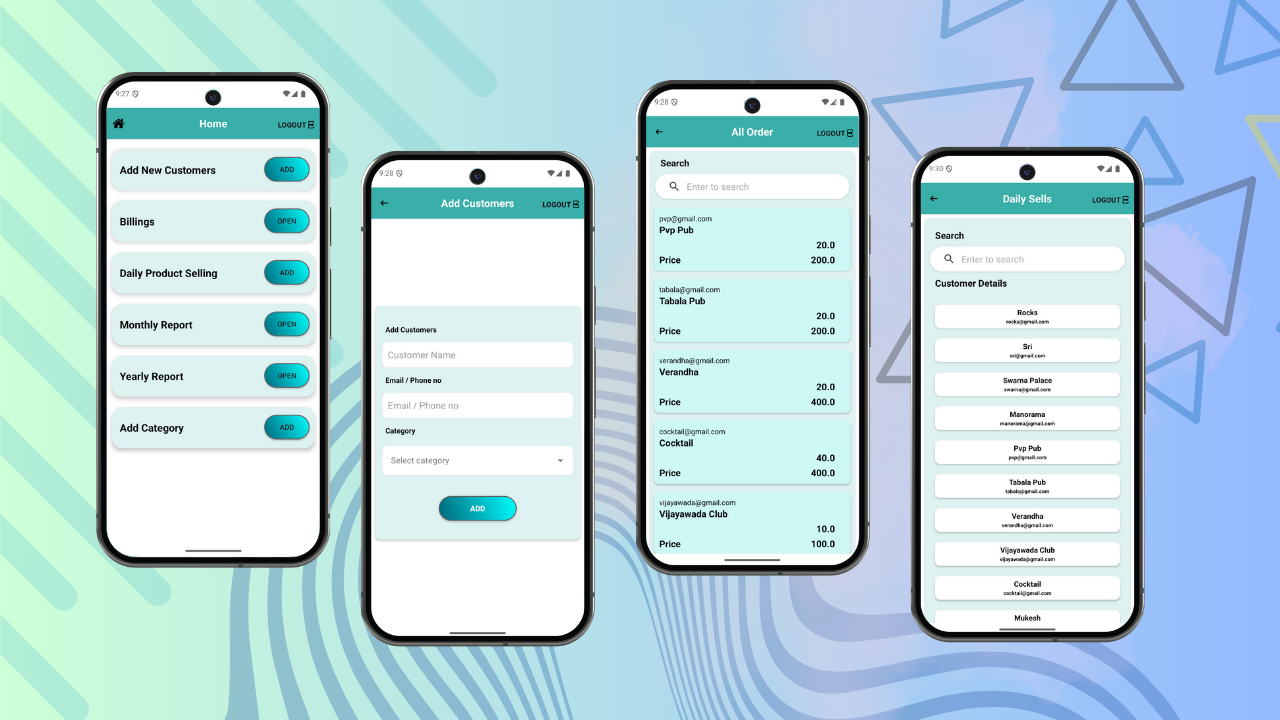 9:27
Home
LOGOUT
Add New Customers
ADD
Billings
OPEN
Daily Product Selling
ADD
Monthly Report
OPEN
Yearly Report
OPEN
Add Category
ADD
9:28
Add Customers
LOGOUT
Add Customers
Customer Name
Email / Phone no
Email / Phone no
Category
Select category
ADD
9:28
All Order
LOGOUT
Search
Enter to search
pvp@gmail.com
Pvp Pub
20.0
Price 200.0
tabala@gmail.com
Tabala Pub
20.0
Price 200.0
verandha@gmail.com
Verandha
20.0
Price 400.0
cocktail@gmail.com
Cocktail
40.0
Price 400.0
vijayawada@gmail.com
Vijayawada Club
10.0
Price 100.0
9:30
Daily Sells
LOGOUT
Search
Enter to search
Customer Details
Rocks
rocks@gmail.com
Sri
sri@gmail.com
Swarna Palace
swarna@gmail.com
Manorama
manorama@gmail.com
Pvp Pub
pvp@gmail.com
Tabala Pub
tabala@gmail.com
Verandha
verandha@gmail.com
Vijayawada Club
vijayawada@gmail.com
Cocktail
cocktail@gmail.com
Mukesh